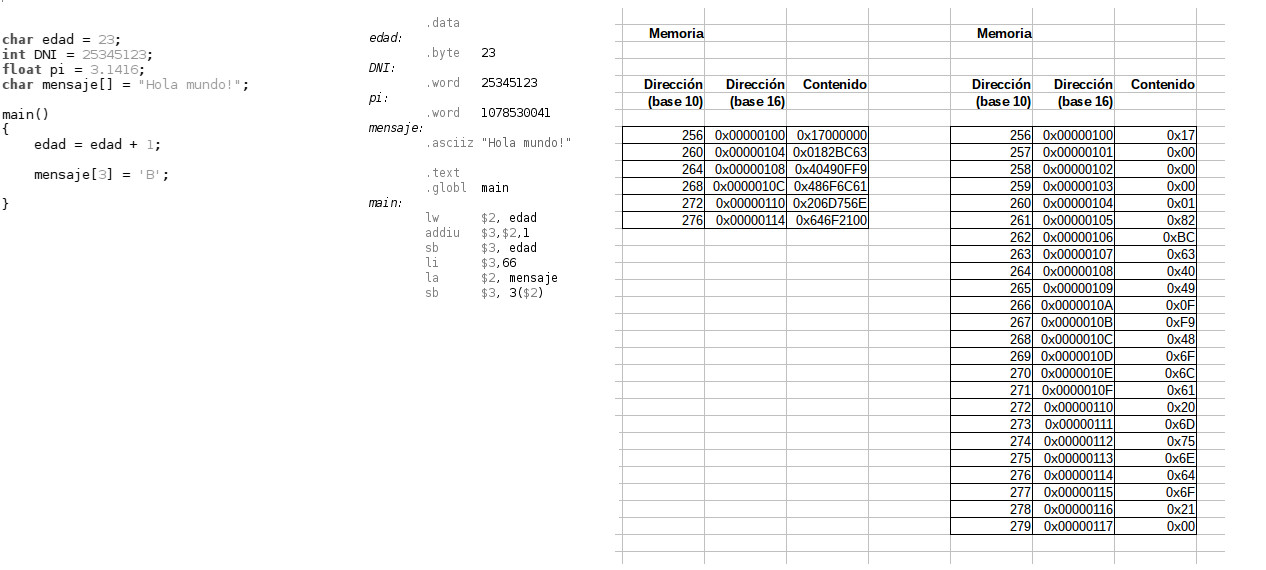 char edad = 23;
int DNI = 25345123;
float pi = 3.1416;
char mensaje[] = "Hola mundo!";
main()
{
edad = edad + 1;
mensaje[3] = 'B';
}
.data
edad:
.byte 23
DNI:
.word 25345123
pi:
.word 1078530041
mensaje:
.asciiz "Hola mundo!"
.text
.globl main
main:
lw $2, edad
addiu $3,$2,1
sb $3, edad
li $3,66
la $2, mensaje
sb $3, 3($2)
Memoria
Dirección Dirección Contenido
(base 10) (base 16)
256 0x00000100 0x17000000
260 0x00000104 0x0182BC63
264 0x00000108 0x40490FF9
268 0x0000010C 0x486F6C61
272 0x00000110 0x206D756E
276 0x00000114 0x646F2100
Memoria
Dirección Dirección Contenido
(base 10) (base 16)
256 0x00000100 0x17
257 0x00000101 0x00
258 0x00000102 0x00
259 0x00000103 0x00
260 0x00000104 0x01
261 0x00000105 0x82
262 0x00000106 0xBC
263 0x00000107 0x63
264 0x00000108 0x40
265 0x00000109 0x49
266 0x0000010A 0x0F
267 0x0000010B 0xF9
268 0x0000010C 0x48
269 0x0000010D 0x6F
270 0x0000010E 0x6C
271 0x0000010F 0x61
272 0x00000110 0x20
273 0x00000111 0x6D
274 0x00000112 0x75
275 0x00000113 0x6E
276 0x00000114 0x64
277 0x00000115 0x6F
278 0x00000116 0x21
279 0x00000117 0x00